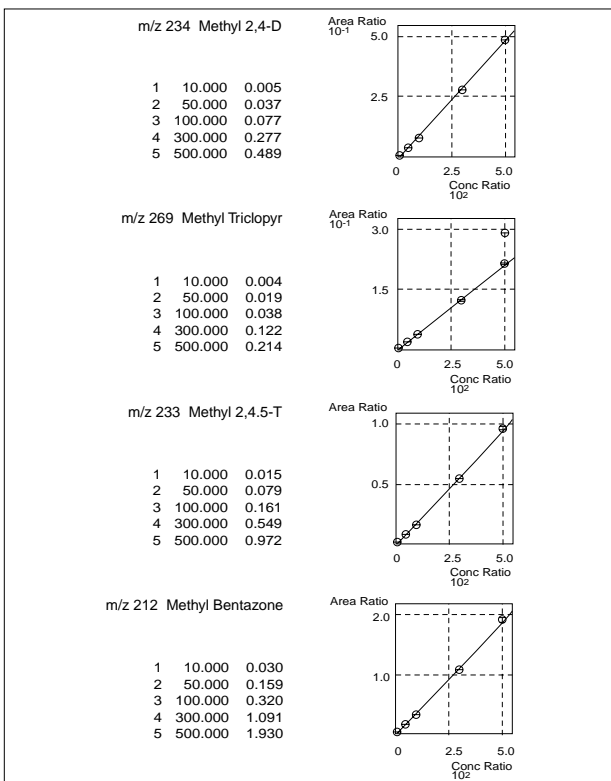 m/z 234 Methyl 2,4-D
1 10.000 0.005
2 50.000 0.037
3 100.000 0.077
4 300.000 0.277
5 500.000 0.489
Area Ratio
10-1
5.0
2.5
0 2.5 5.0
Conc Ratio
102
m/z 269 Methyl Triclopyr
1 10.000 0.004
2 50.000 0.019
3 100.000 0.038
4 300.000 0.122
5 500.000 0.214
Area Ratio
10-1
3.0
1.5
0 2.5 5.0
Conc Ratio
102
m/z 233 Methyl 2,4.5-T
1 10.000 0.015
2 50.000 0.079
3 100.000 0.161
4 300.000 0.549
5 500.000 0.972
Area Ratio
1.0
0.5
0 2.5 5.0
Conc Ratio
102
m/z 212 Methyl Bentazone
1 10.000 0.030
2 50.000 0.159
3 100.000 0.320
4 300.000 1.091
5 500.000 1.930
Area Ratio
2.0
1.0
0 2.5 5.0
Conc Ratio
102